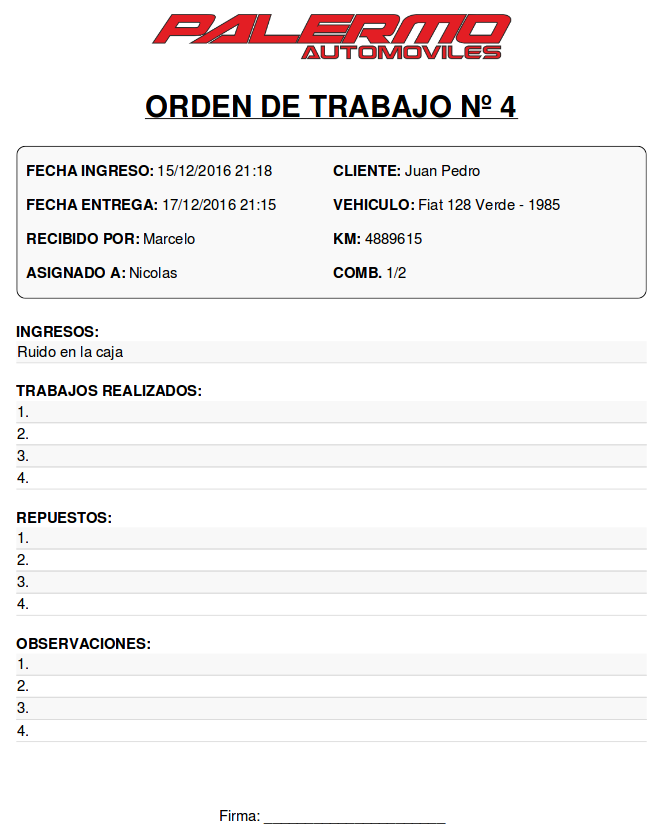 PALERMO
AUTOMOVILES
ORDEN DE TRABAJO Nº 4
FECHA INGRESO: 15/12/2016 21:18
CLIENTE: Juan Pedro
FECHA ENTREGA: 17/12/2016 21:15
VEHICULO: Fiat 128 Verde - 1985
RECIBIDO POR: Marcelo
KM: 4889615
ASIGNADO A: Nicolas
COMB. 1/2
INGRESOS:
Ruido en la caja
TRABAJOS REALIZADOS:
1.
2.
3.
4.
REPUESTOS:
1.
2.
3.
4.
OBSERVACIONES:
1.
2.
3.
4.
Firma: ______________________